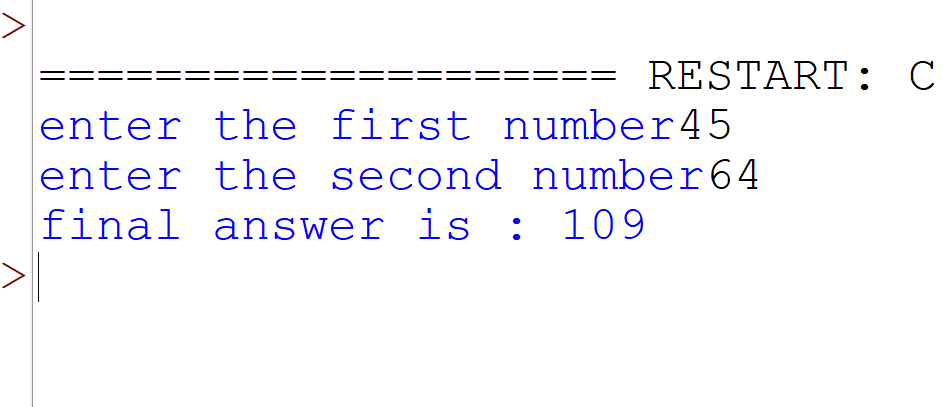 >
==================== RESTART: C
enter the first number45
enter the second number64
final answer is : 109
>